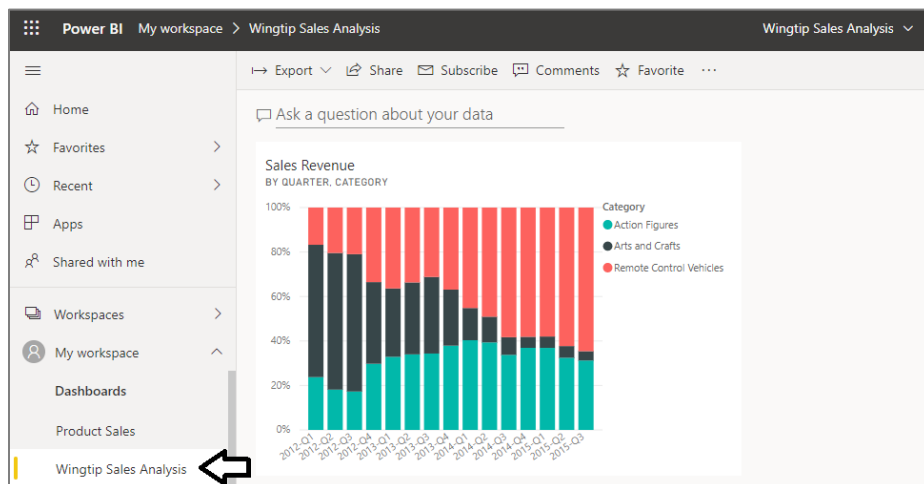 Power BI My workspace > Wingtip Sales Analysis Wingtip Sales Analysis
Export Share Subscribe Comments Favorite ...
Home
Favorites
Recent
Apps
Shared with me
Workspaces
My workspace
Dashboards
Product Sales
Wingtip Sales Analysis
Ask a question about your data
Sales Revenue
BY QUARTER, CATEGORY
100%
80%
60%
40%
20%
0%
2012-Q1 2012-Q2 2012-Q3 2012-Q4 2013-Q1 2013-Q2 2013-Q3 2013-Q4 2014-Q1 2014-Q2 2014-Q3 2014-Q4 2015-Q1 2015-Q2 2015-Q3
Category
Action Figures
Arts and Crafts
Remote Control Vehicles